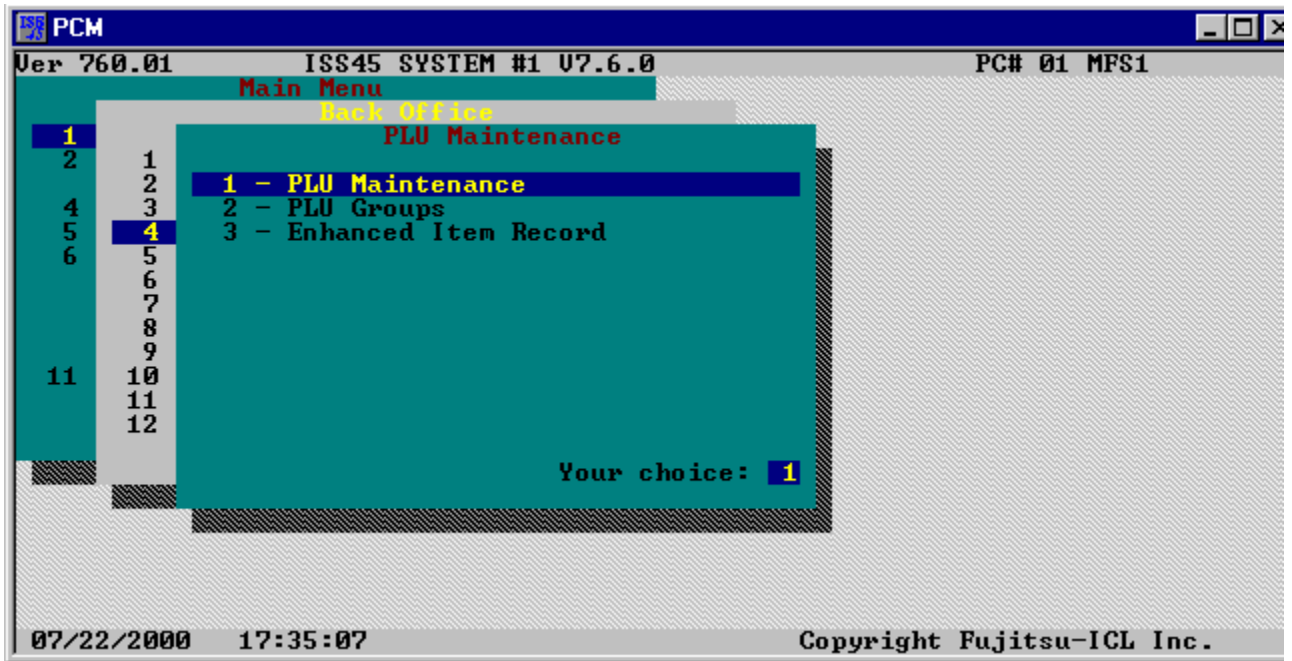 ISS 45 PCM
Ver 760.01 ISS45 SYSTEM #1 V7.6.0 PC# 01 MFS1
Main Menu
Back Office
1 PLU Maintenance
2 1
2 1 - PLU Maintenance
4 3 2 - PLU Groups
5 4 3 - Enhanced Item Record
6 5
6
7
8
9
11 10
11
12
Your choice: 1
07/22/2000 17:35:07 Copyright Fujitsu-ICL Inc.